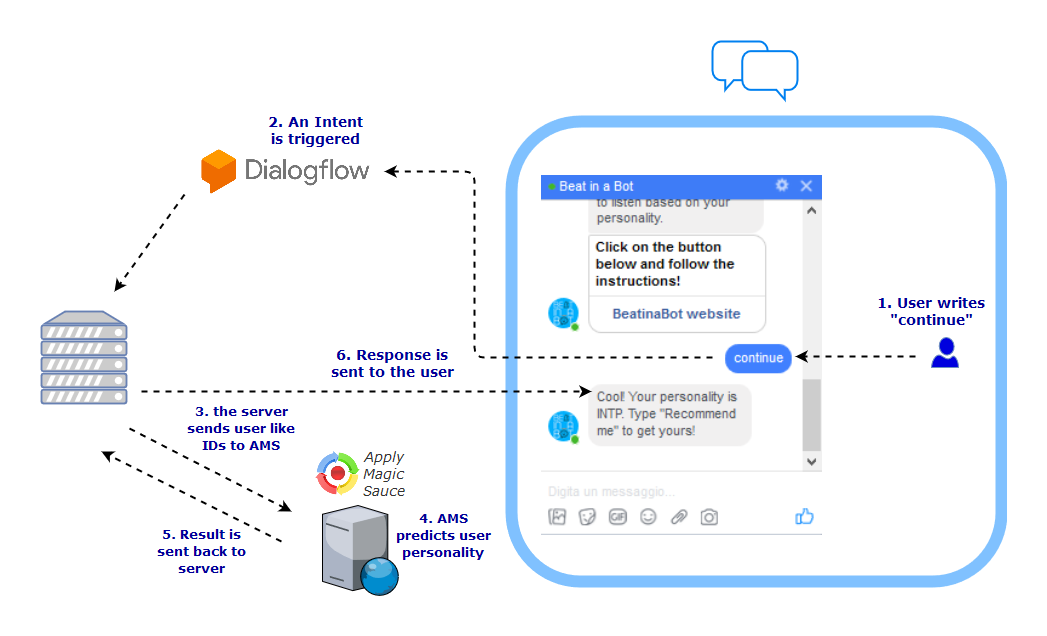 2. An Intent
is triggered
Dialogflow
Beat in a Bot
to listen based on your
personality.
Click on the button
below and follow the
instructions!
BeatinaBot website
1. User writes
"continue"
continue
6. Response is
sent to the user
Cool! Your personality is
INTP. Type "Recommend
me" to get yours!
3. the server
sends user like
IDs to AMS
Apply
Magic
Sauce
4. AMS
predicts user
personality
5. Result is
sent back to
server
Digita un messaggio...
GIF